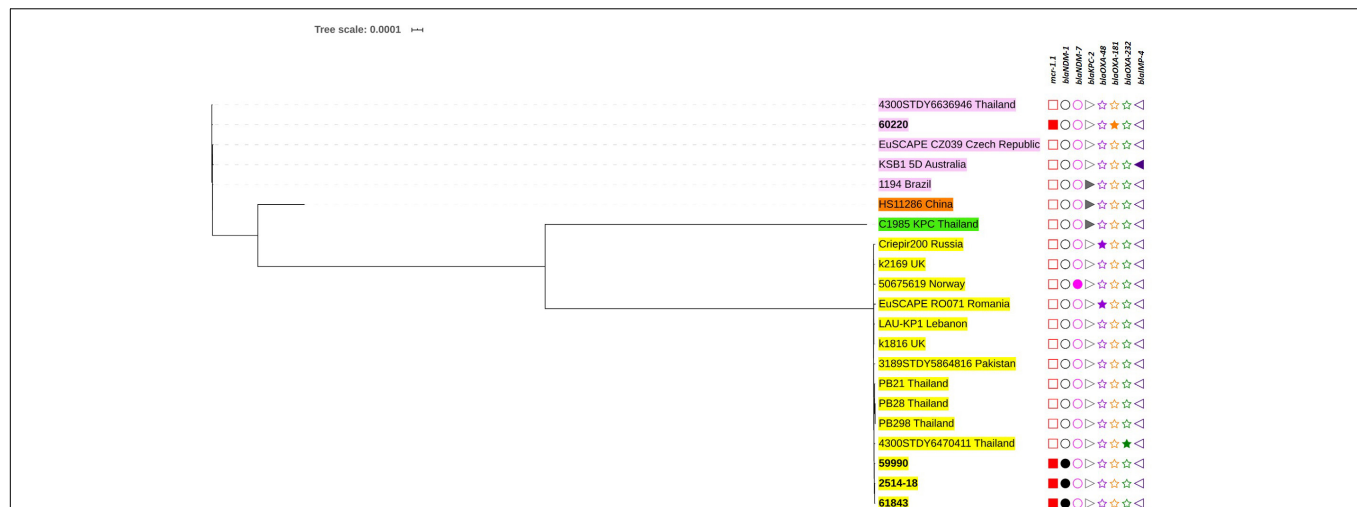 Tree scale: 0.0001
mcr-1.1
blaNDM-1
blaNDM-7
blaKPC-2
blaOXA-48
blaOXA-181
blaOXA-232
blaIMP-4
4300STDY6636946 Thailand
60220
EuSCAPE CZ039 Czech Republic
KSB1 5D Australia
1194 Brazil
HS11286 China
C1985 KPC Thailand
Criepir200 Russia
k2169 UK
50675619 Norway
EuSCAPE RO071 Romania
LAU-KP1 Lebanon
k1816 UK
3189STDY5864816 Pakistan
PB21 Thailand
PB28 Thailand
PB298 Thailand
4300STDY6470411 Thailand
59990
2514-18
61843